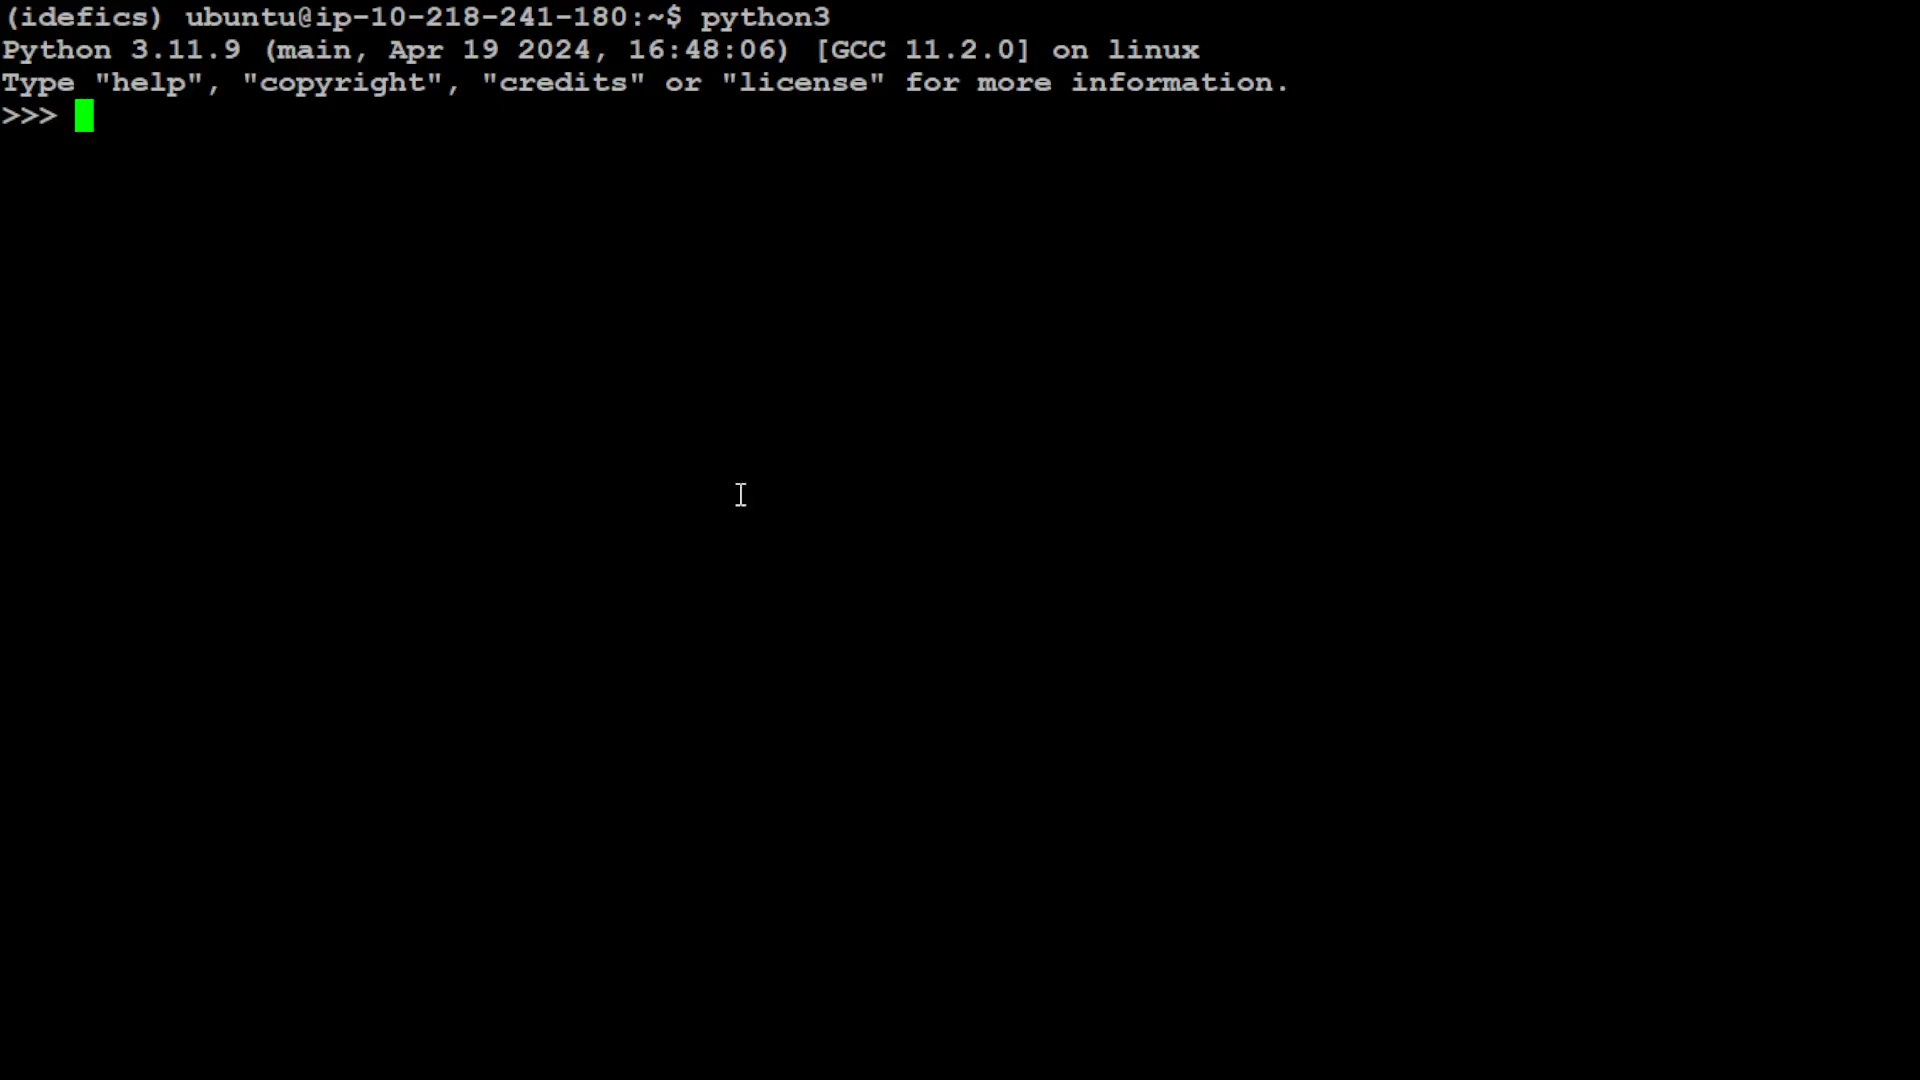 (idefics) ubuntu@ip-10-218-241-180:~$ python3
Python 3.11.9 (main, Apr 19 2024, 16:48:06) [GCC 11.2.0] on linux
Type "help", "copyright", "credits" or "license" for more information.
>>>